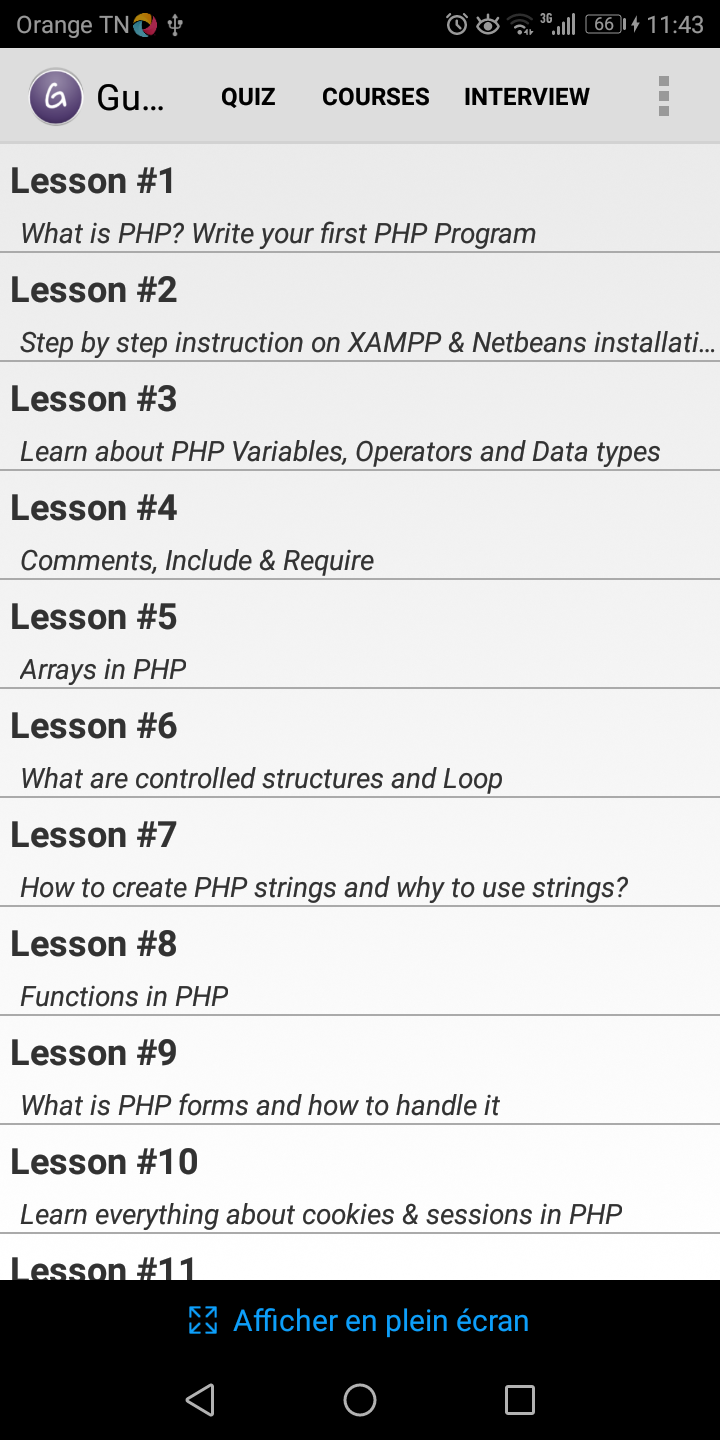 Orange TN 3G 66 11:43
Gu... QUIZ COURSES INTERVIEW
Lesson #1
What is PHP? Write your first PHP Program
Lesson #2
Step by step instruction on XAMPP & Netbeans installati...
Lesson #3
Learn about PHP Variables, Operators and Data types
Lesson #4
Comments, Include & Require
Lesson #5
Arrays in PHP
Lesson #6
What are controlled structures and Loop
Lesson #7
How to create PHP strings and why to use strings?
Lesson #8
Functions in PHP
Lesson #9
What is PHP forms and how to handle it
Lesson #10
Learn everything about cookies & sessions in PHP
Lesson #11
Afficher en plein écran